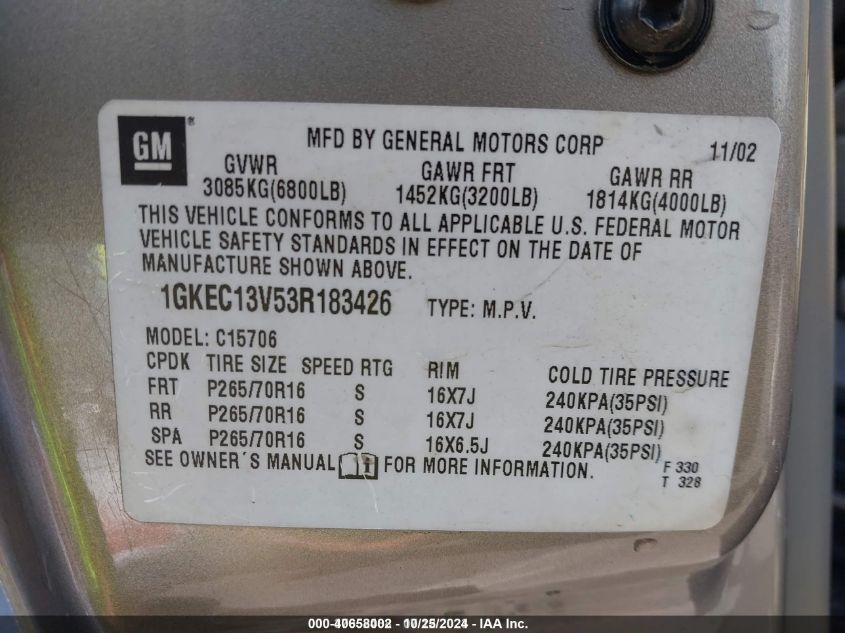 GM ®
MFD BY GENERAL MOTORS CORP 11/02
GVWR GAWR FRT GAWR RR
3085KG(6800LB) 1452KG(3200LB) 1814KG(4000LB)
THIS VEHICLE CONFORMS TO ALL APPLICABLE U.S. FEDERAL MOTOR
VEHICLE SAFETY STANDARDS IN EFFECT ON THE DATE OF
MANUFACTURE SHOWN ABOVE.
1GKEC13V53R183426 TYPE: M.P.V.
MODEL: C15706
CPDK TIRE SIZE SPEED RTG RIM COLD TIRE PRESSURE
FRT P265/70R16 S 16X7J 240KPA(35PSI)
RR P265/70R16 S 16X7J 240KPA(35PSI)
SPA P265/70R16 S 16X6.5J 240KPA(35PSI)
SEE OWNER'S MANUAL FOR MORE INFORMATION.
F 330
T 328
10/25/2024 - IAA Inc.